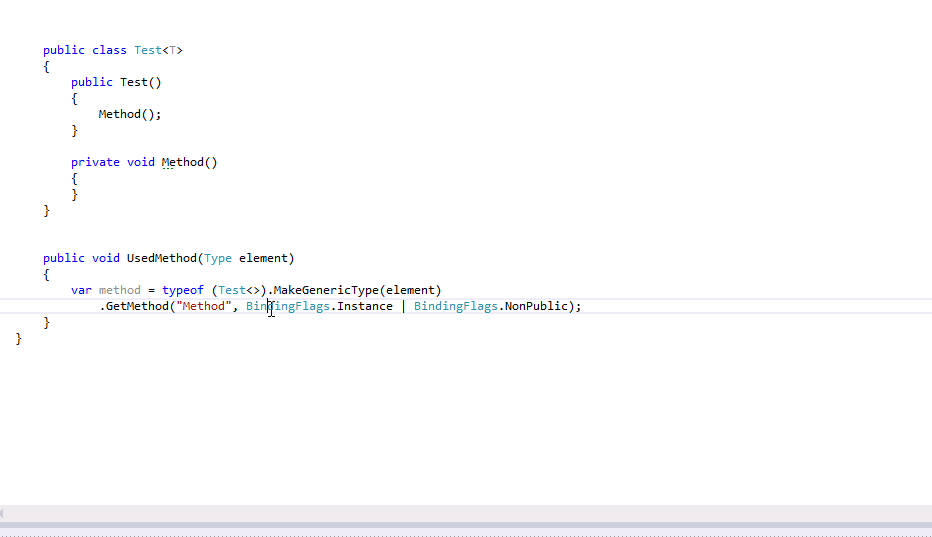 public class Test<T>
{
public Test()
{
Method();
}
private void Method()
{
}
}
public void UsedMethod(Type element)
{
var method = typeof (Test<>).MakeGenericType(element)
.GetMethod("Method", BindingFlags.Instance | BindingFlags.NonPublic);
}
}